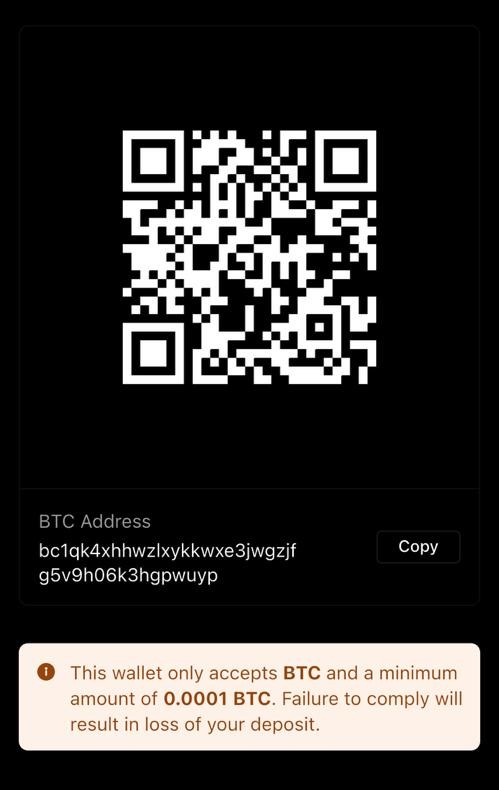 BTC Address
bc1qk4xhhwzlxykkwxe3jwgzjf
g5v9h06k3hgpwuyp
Copy
This wallet only accepts BTC and a minimum
amount of 0.0001 BTC. Failure to comply will
result in loss of your deposit.